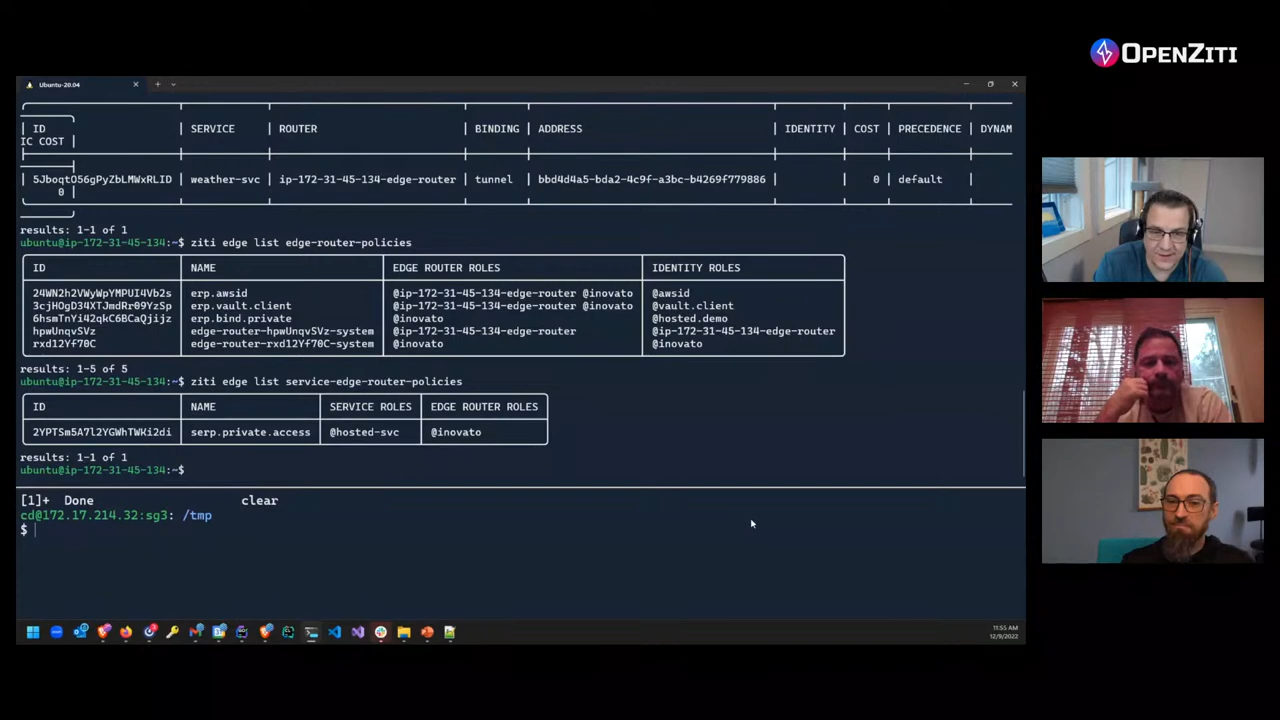 OPENZITI
Ubuntu-20.04
ID | SERVICE | ROUTER | BINDING | ADDRESS | IDENTITY | COST | PRECEDENCE | DYNAM
IC COST |
5JboqtO56gPyZbLMWxRLID | weather-svc | ip-172-31-45-134-edge-router | tunnel | bbd4d4a5-bda2-4c9f-a3bc-b4269f779886 | | 0 | default |
0 |
results: 1-1 of 1
ubuntu@ip-172-31-45-134:~$ ziti edge list edge-router-policies
ID | NAME | EDGE ROUTER ROLES | IDENTITY ROLES
24WN2h2VWyWpYMPUI4Vb2s | erp.awsid | @ip-172-31-45-134-edge-router @inovato | @awsid
3cjHOgD34XTJmdRr09YzSp | erp.vault.client | @ip-172-31-45-134-edge-router @inovato | @vault.client
6hsmTnYi42qkC6BCaQjijz | erp.bind.private | @inovato | @hosted.demo
hpwUnqvSVz | edge-router-hpwUnqvSVz-system | @ip-172-31-45-134-edge-router | @ip-172-31-45-134-edge-router
rxd12Yf70C | edge-router-rxd12Yf70C-system | @inovato | @inovato
results: 1-5 of 5
ubuntu@ip-172-31-45-134:~$ ziti edge list service-edge-router-policies
ID | NAME | SERVICE ROLES | EDGE ROUTER ROLES
2YPTSm5A7l2YGWhTWKi2di | serp.private.access | @hosted-svc | @inovato
results: 1-1 of 1
ubuntu@ip-172-31-45-134:~$
[1]+ Done clear
cd@172.17.214.32:sg3: /tmp
$
11:55 AM
12/9/2022